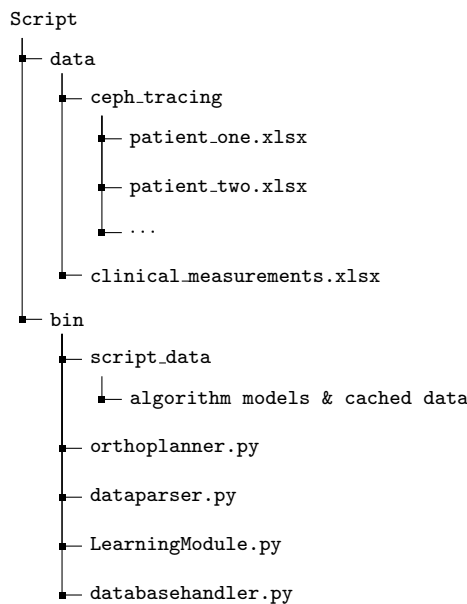 Script
data
ceph_tracing
patient_one.xlsx
patient_two.xlsx
...
clinical_measurements.xlsx
bin
script_data
algorithm models & cached data
orthoplanner.py
dataparser.py
LearningModule.py
databasehandler.py